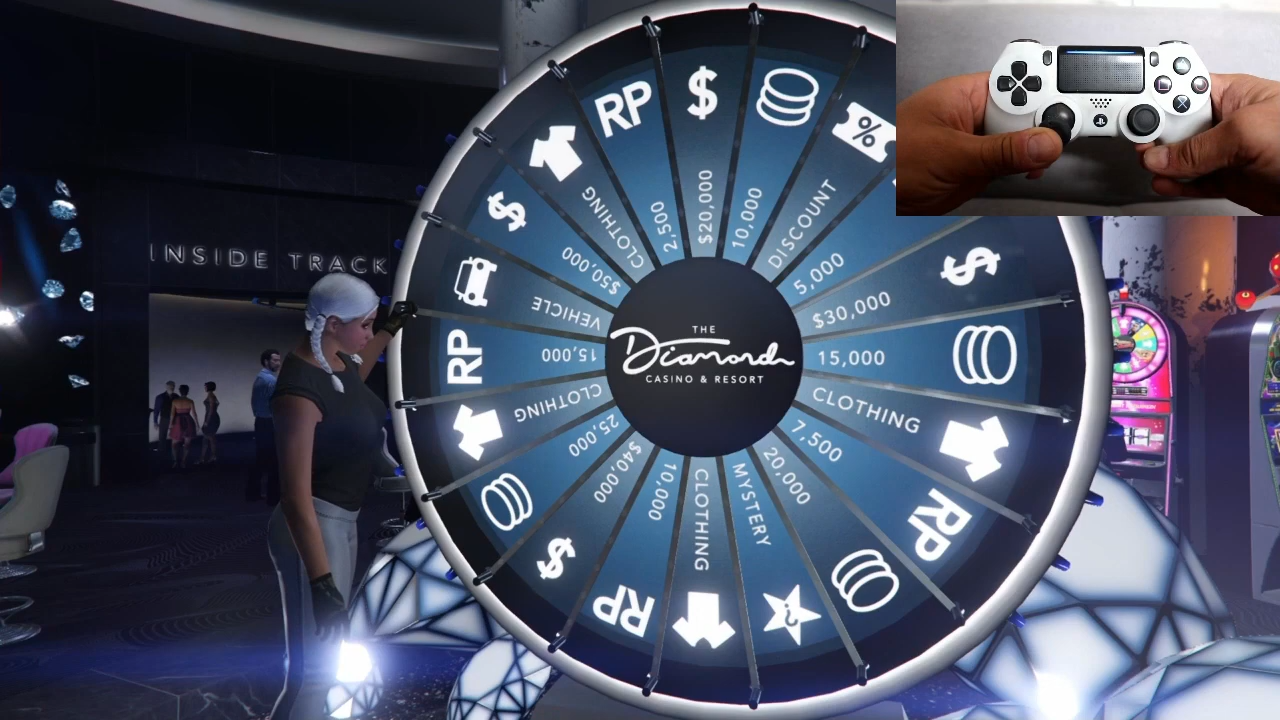 INSIDE TRACK
THE
Diamond
CASINO & RESORT
$20,000
10,000
DISCOUNT
%
5,000
$30,000
$
15,000
CLOTHING
7,500
RP
20,000
MYSTERY
?
CLOTHING
10,000
RP
$40,000
$
25,000
CLOTHING
15,000
RP
VEHICLE
$50,000
$
CLOTHING
2,500
RP
$